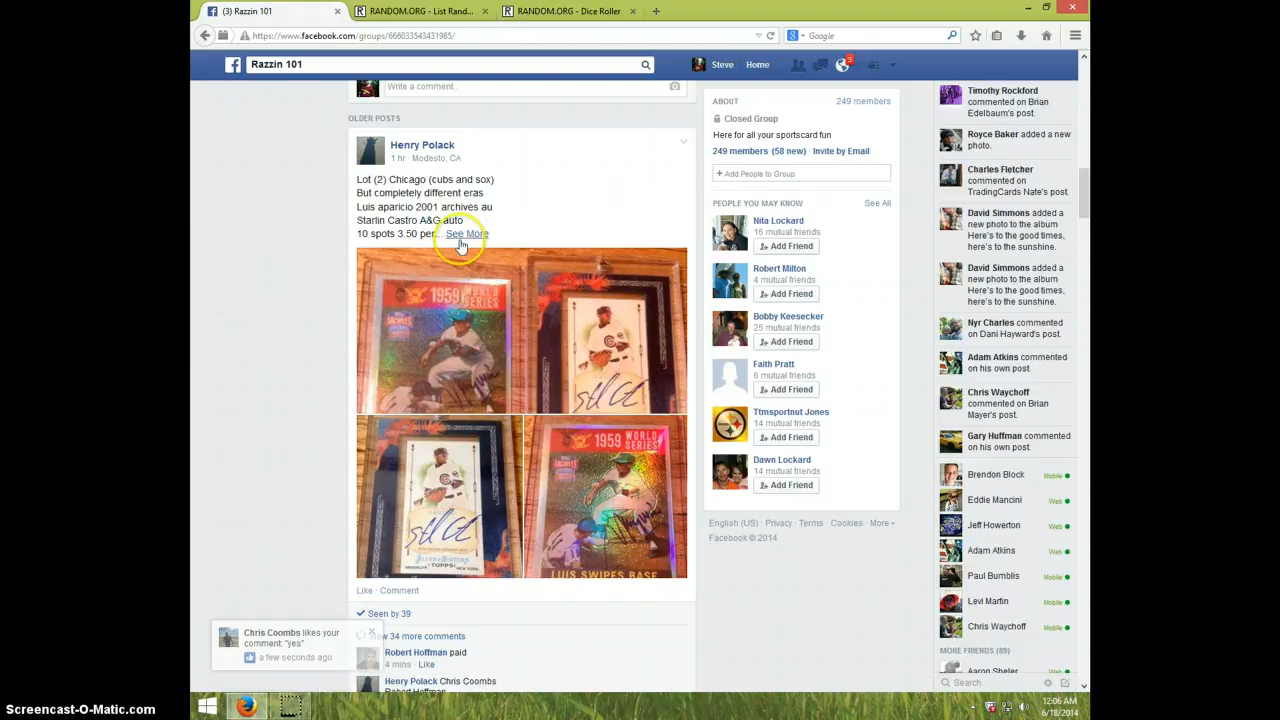 (3) Razzin 101
RANDOM.ORG - List Rand...
RANDOM.ORG - Dice Roller
https://www.facebook.com/groups/666033543431985/
Google
Razzin 101
Steve
Home
3
Write a comment...
OLDER POSTS
Henry Polack
1 hr · Modesto, CA
Lot (2) Chicago (cubs and sox)
But completely different eras
Luis aparicio 2001 archives au
Starlin Castro A&G auto
10 spots 3.50 per... See More
1959 WORLD SERIES
1959 WORLD SERIES
TOPPS
LUIS SWIPES BASE
Like · Comment
Seen by 39
view 34 more comments
Robert Hoffman paid
4 mins · Like
Henry Polack Chris Coombs
Robert Hoffman
Chris Coombs likes your
comment: "yes"
a few seconds ago
ABOUT
249 members
Closed Group
Here for all your sportscard fun
249 members (58 new) · Invite by Email
+ Add People to Group
PEOPLE YOU MAY KNOW
See All
Nita Lockard
16 mutual friends
Add Friend
Robert Milton
4 mutual friends
Add Friend
Bobby Keesecker
25 mutual friends
Add Friend
Faith Pratt
6 mutual friends
Add Friend
Ttmsportnut Jones
14 mutual friends
Add Friend
Dawn Lockard
14 mutual friends
Add Friend
English (US) · Privacy · Terms · Cookies · More
Facebook © 2014
Timothy Rockford
commented on Brian
Edelbaum's post.
Royce Baker added a new
photo.
Charles Fletcher
commented on
TradingCards Nate's post.
David Simmons added a
new photo to the album
Here's to the good times,
here's to the sunshine.
David Simmons added a
new photo to the album
Here's to the good times,
here's to the sunshine.
Nyr Charles commented
on Dani Hayward's post.
Adam Atkins commented
on his own post.
Chris Waychoff
commented on Brian
Mayer's post.
Gary Huffman commented
on his own post.
Brendon Block
Mobile
Eddie Mancini
Web
Jeff Howerton
Web
Adam Atkins
Web
Paul Bumblis
Mobile
Levi Martin
Mobile
Chris Waychoff
Mobile
MORE FRIENDS (89)
Aaron Sheler
Web
Search
12:06 AM
6/18/2014
Screencast-O-Matic.com